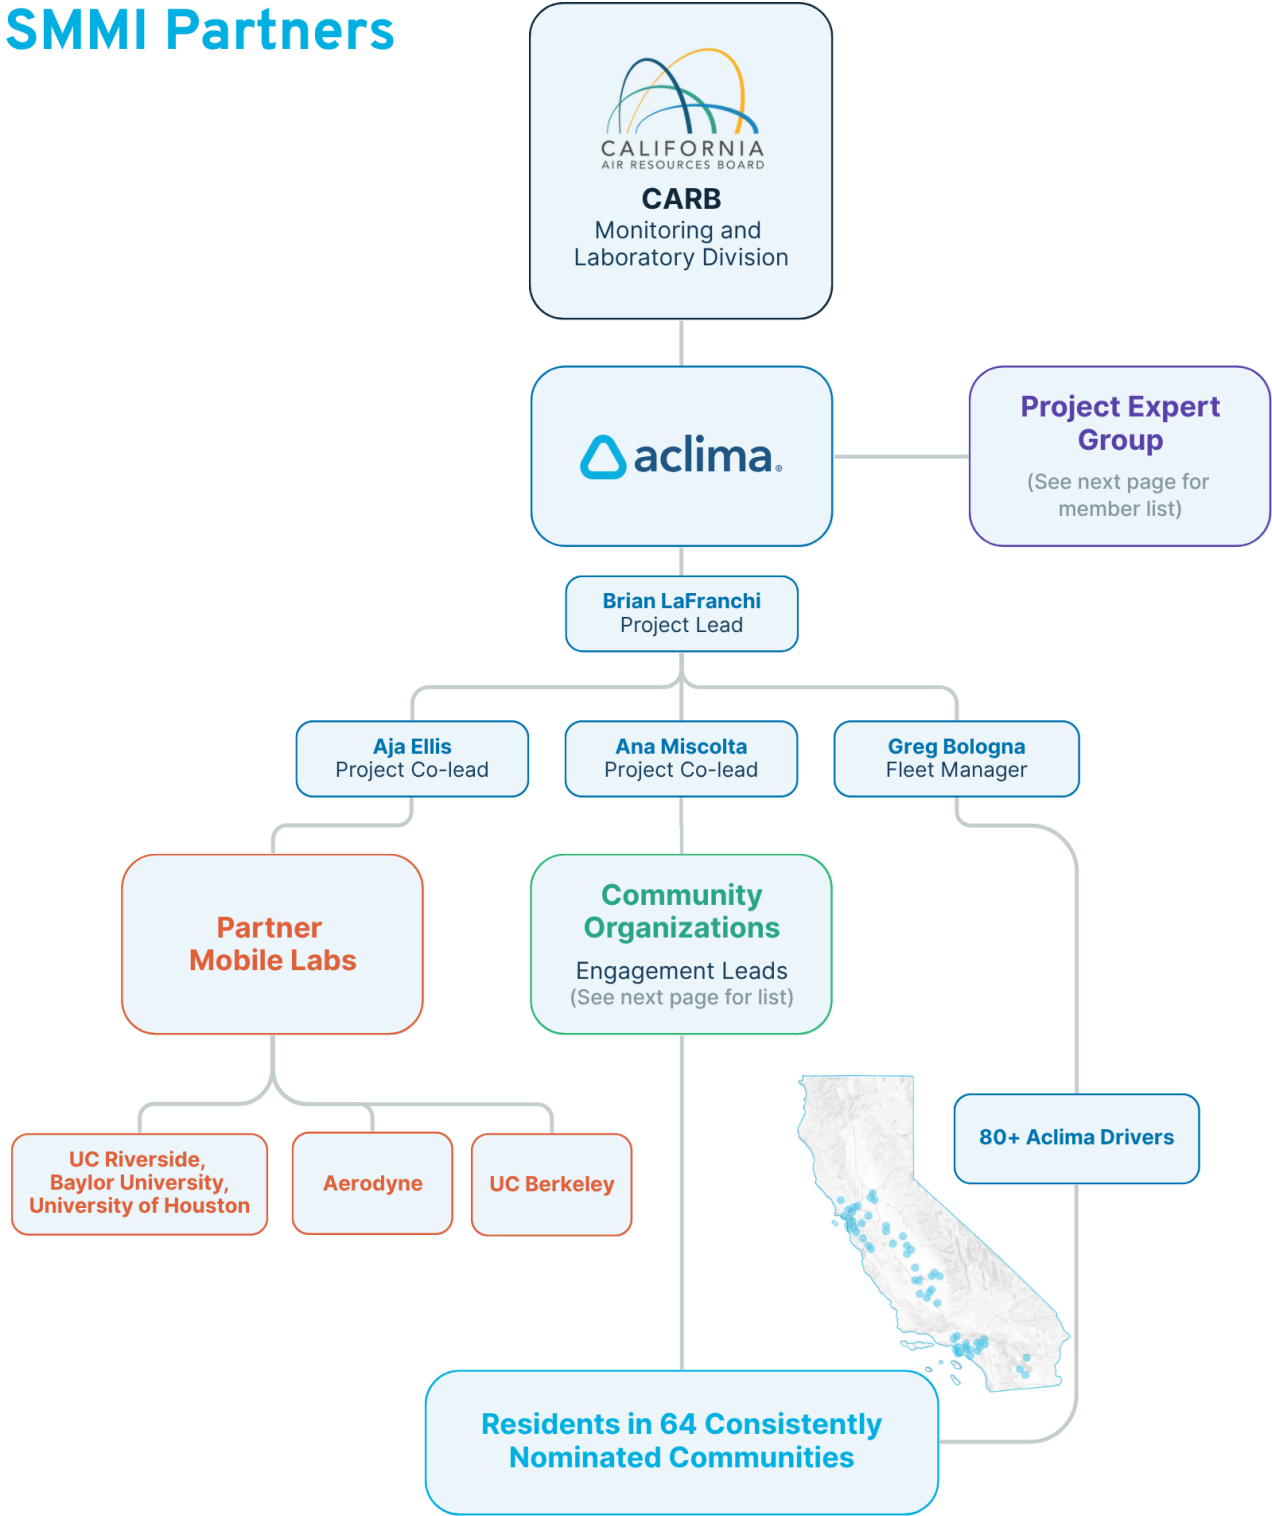 SMMI Partners
CALIFORNIA
AIR RESOURCES BOARD
CARB
Monitoring and
Laboratory Division
aclima®
Project Expert
Group
(See next page for
member list)
Brian LaFranchi
Project Lead
Aja Ellis
Project Co-lead
Ana Miscolta
Project Co-lead
Greg Bologna
Fleet Manager
Partner
Mobile Labs
Community
Organizations
Engagement Leads
(See next page for list)
UC Riverside,
Baylor University,
University of Houston
Aerodyne
UC Berkeley
80+ Aclima Drivers
Residents in 64 Consistently
Nominated Communities